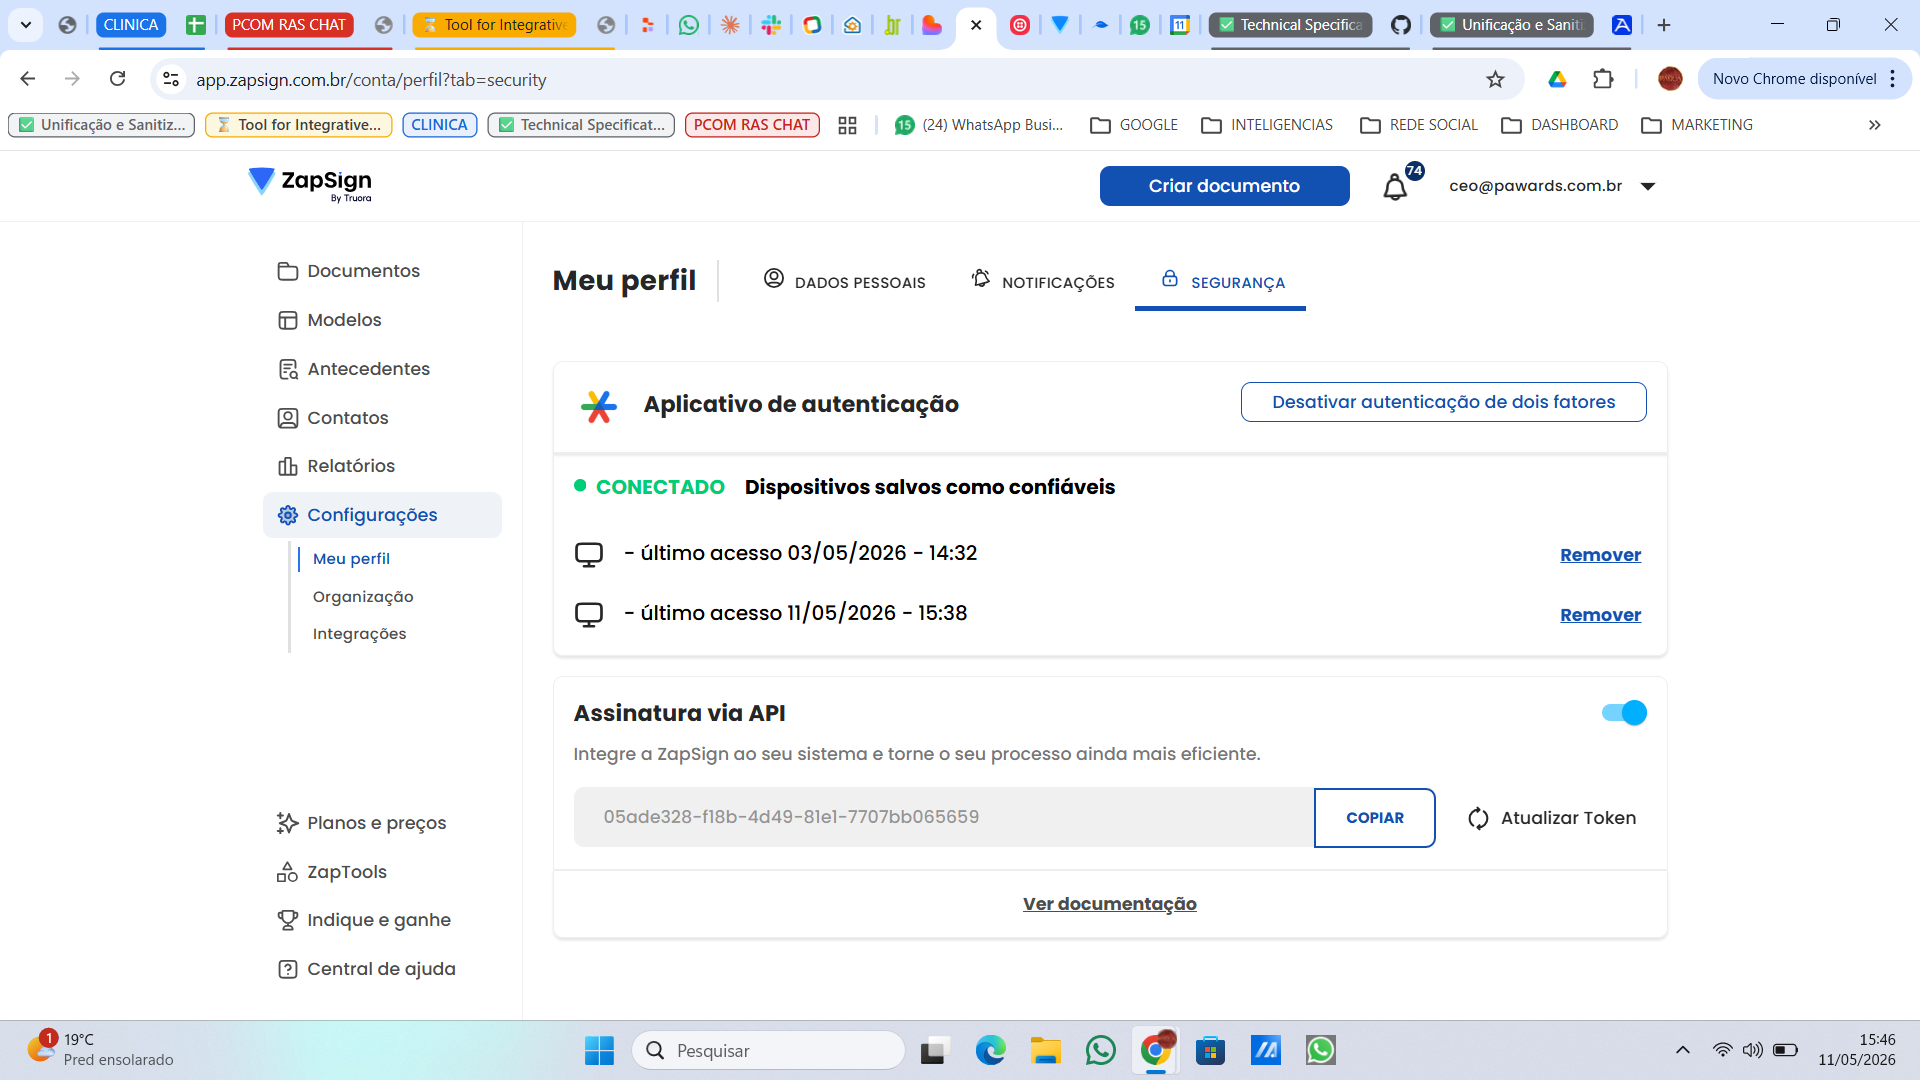 CLINICA
PCOM RAS CHAT
Tool for Integrative
15
11
Technical Specifica
Unificação e Saniti
app.zapsign.com.br/conta/perfil?tab=security
Novo Chrome disponível
Unificação e Sanitiz...
Tool for Integrative...
CLINICA
Technical Specificat...
PCOM RAS CHAT
15
(24) WhatsApp Busi...
GOOGLE
INTELIGENCIAS
REDE SOCIAL
DASHBOARD
MARKETING
ZapSign
By Truora
Criar documento
74
ceo@pawards.com.br
Documentos
Modelos
Antecedentes
Contatos
Relatórios
Configurações
Meu perfil
Organização
Integrações
Planos e preços
ZapTools
Indique e ganhe
Central de ajuda
Meu perfil
DADOS PESSOAIS
NOTIFICAÇÕES
SEGURANÇA
Aplicativo de autenticação
Desativar autenticação de dois fatores
CONECTADO
Dispositivos salvos como confiáveis
- último acesso 03/05/2026 - 14:32
Remover
- último acesso 11/05/2026 - 15:38
Remover
Assinatura via API
Integre a ZapSign ao seu sistema e torne o seu processo ainda mais eficiente.
05ade328-f18b-4d49-81e1-7707bb065659
COPIAR
Atualizar Token
Ver documentação
1
19°C
Pred ensolarado
Pesquisar
15:46
11/05/2026